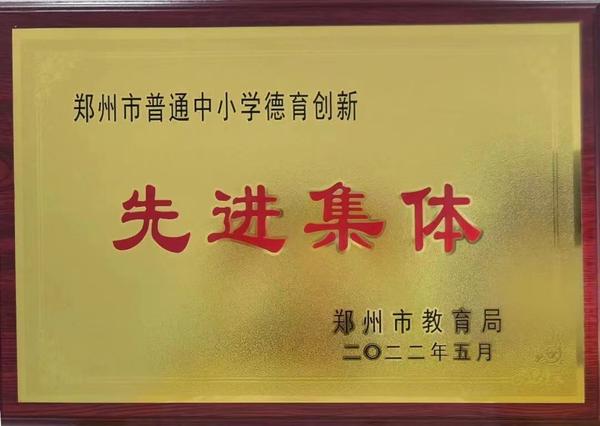 郑州市普通中小学德育创新
先进集体
郑州市教育局
二〇二二年五月